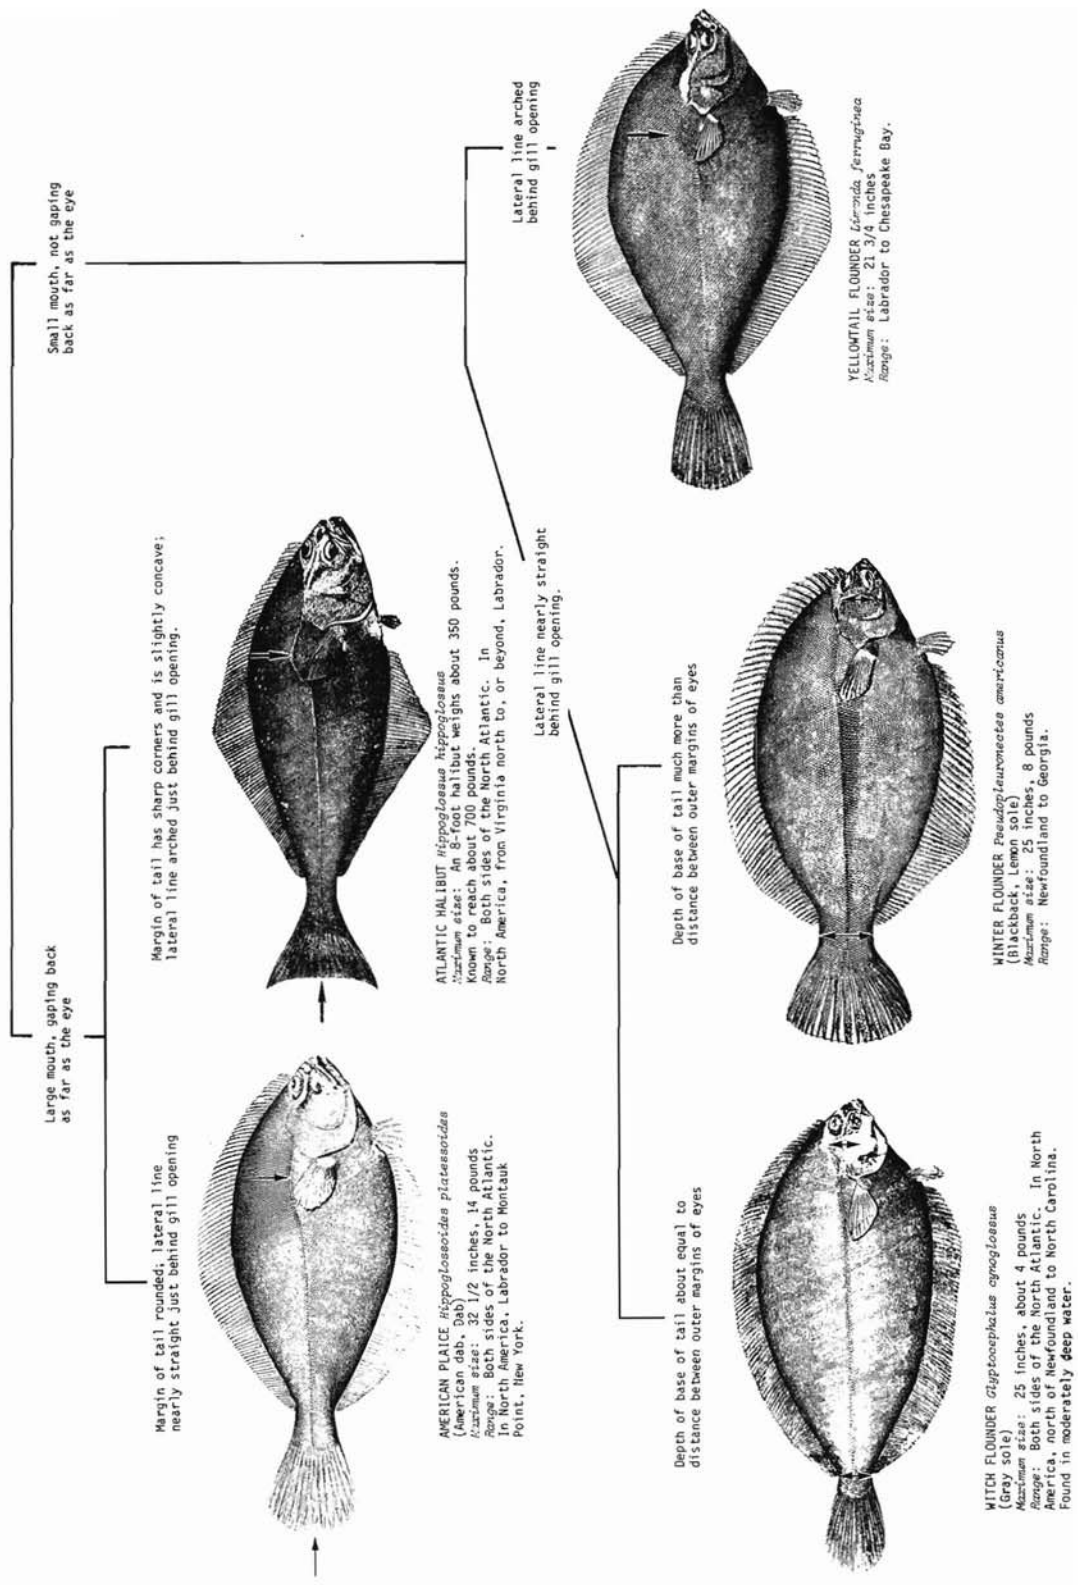 Large mouth, gaping back
as far as the eye
Small mouth, not gaping
back as far as the eye
Margin of tail rounded; lateral line
nearly straight just behind gill opening
Margin of tail has sharp corners and is slightly concave;
lateral line arched just behind gill opening.
Lateral line arched
behind gill opening
AMERICAN PLAICE Hippoglossoides platessoides
(American dab, Dab)
Maximum size: 32 1/2 inches, 14 pounds
Range: Both sides of the North Atlantic.
In North America, Labrador to Montauk
Point, New York.
ATLANTIC HALIBUT Hippoglossus hippoglossus
Maximum size: An 8-foot halibut weighs about 350 pounds.
Known to reach about 700 pounds.
Range: Both sides of the North Atlantic. In
North America, from Virginia north to, or beyond, Labrador.
Lateral line nearly straight
behind gill opening.
YELLOWTAIL FLOUNDER Limanda ferruginea
Maximum size: 21 3/4 inches
Range: Labrador to Chesapeake Bay.
Depth of base of tail about equal to
distance between outer margins of eyes
Depth of base of tail much more than
distance between outer margins of eyes
WITCH FLOUNDER Glyptocephalus cynoglossus
(Gray sole)
Maximum size: 25 inches, about 4 pounds
Range: Both sides of the North Atlantic. In North
America, north of Newfoundland to North Carolina.
Found in moderately deep water.
WINTER FLOUNDER Pseudopleuronectes americanus
(Blackback, Lemon sole)
Maximum size: 25 inches, 8 pounds
Range: Newfoundland to Georgia.